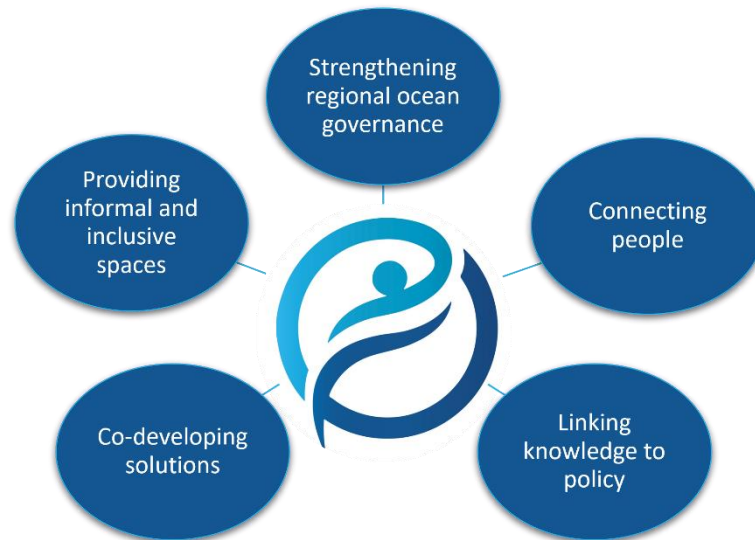 Strengthening
regional ocean
governance
Providing
informal and
inclusive
spaces
Connecting
people
Co-developing
solutions
Linking
knowledge to
policy